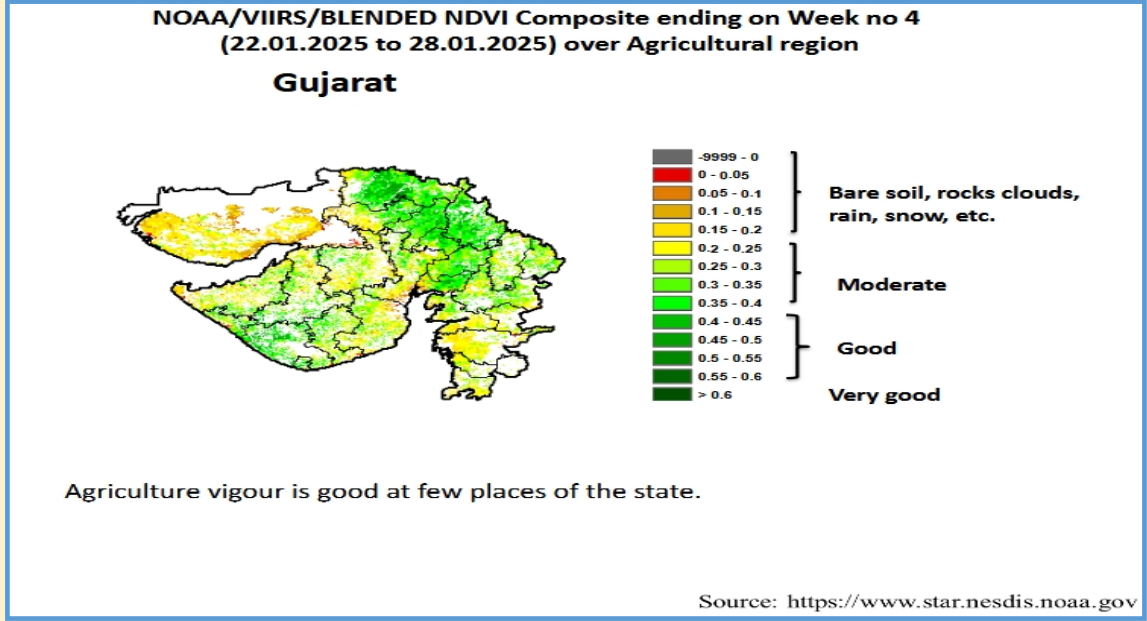 NOAA/VIIRS/BLENDED NDVI Composite ending on Week no 4
(22.01.2025 to 28.01.2025) over Agricultural region
Gujarat
-9999 - 0
0 - 0.05
0.05 - 0.1
0.1 - 0.15
0.15 - 0.2
0.2 - 0.25
0.25 - 0.3
0.3 - 0.35
0.35 - 0.4
0.4 - 0.45
0.45 - 0.5
0.5 - 0.55
0.55 - 0.6
> 0.6
Bare soil, rocks clouds,
rain, snow, etc.
Moderate
Good
Very good
Agriculture vigour is good at few places of the state.
Source: https://www.star.nesdis.noaa.gov